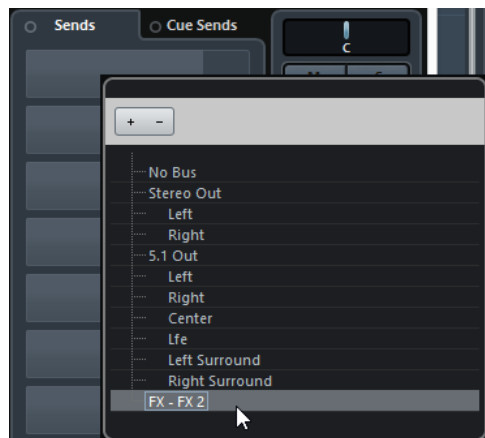 Sends
Cue Sends
C
+ -
No Bus
Stereo Out
Left
Right
5.1 Out
Left
Right
Center
Lfe
Left Surround
Right Surround
FX - FX 2